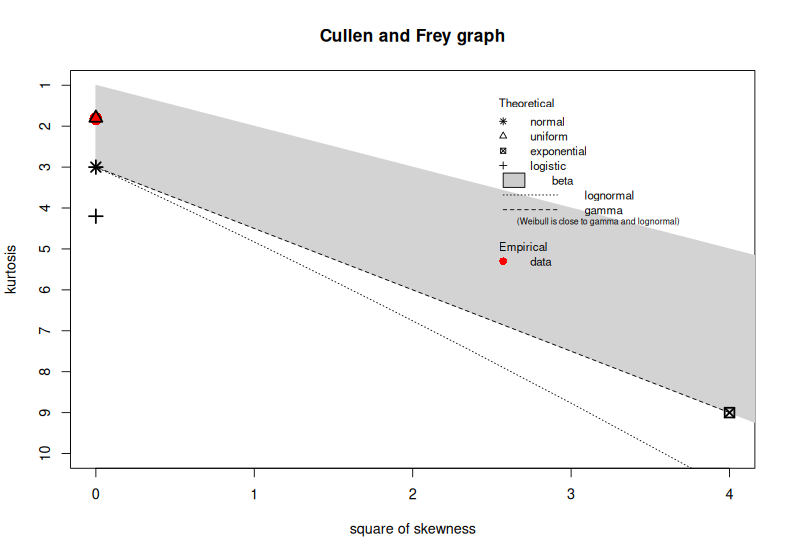 Cullen and Frey graph
Theoretical
normal
uniform
exponential
logistic
beta
lognormal
gamma
(Weibull is close to gamma and lognormal)
Empirical
data
kurtosis
1
2
3
4
5
6
7
8
9
10
0
1
2
3
4
square of skewness